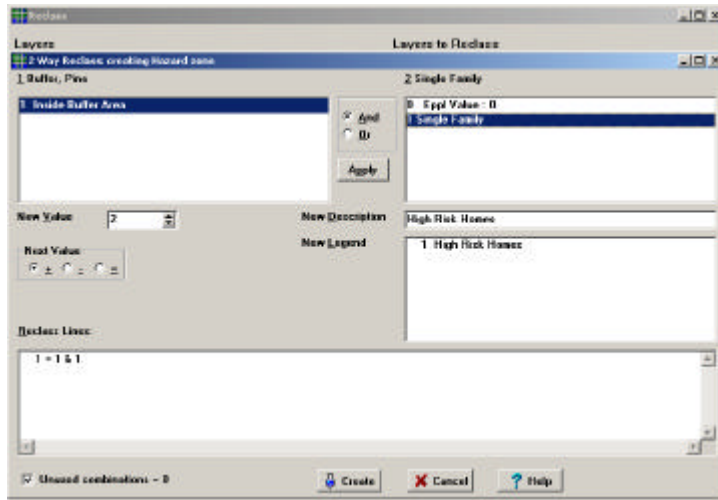 Reclass
Layers
Layers to Reclass
2 Way Reclass: creating Hazard zone
1 Buffer, Pine
2 Single Family
1 Inside Buffer Area
And
Or
Apply
0 Eppl Value : 0
1 Single Family
New Value
2
New Description
High Risk Homes
Next Value
+ - =
New Legend
1 High Risk Homes
Reclass Lines
1 = 1 & 1
Unused combinations = 0
Create
Cancel
? Help